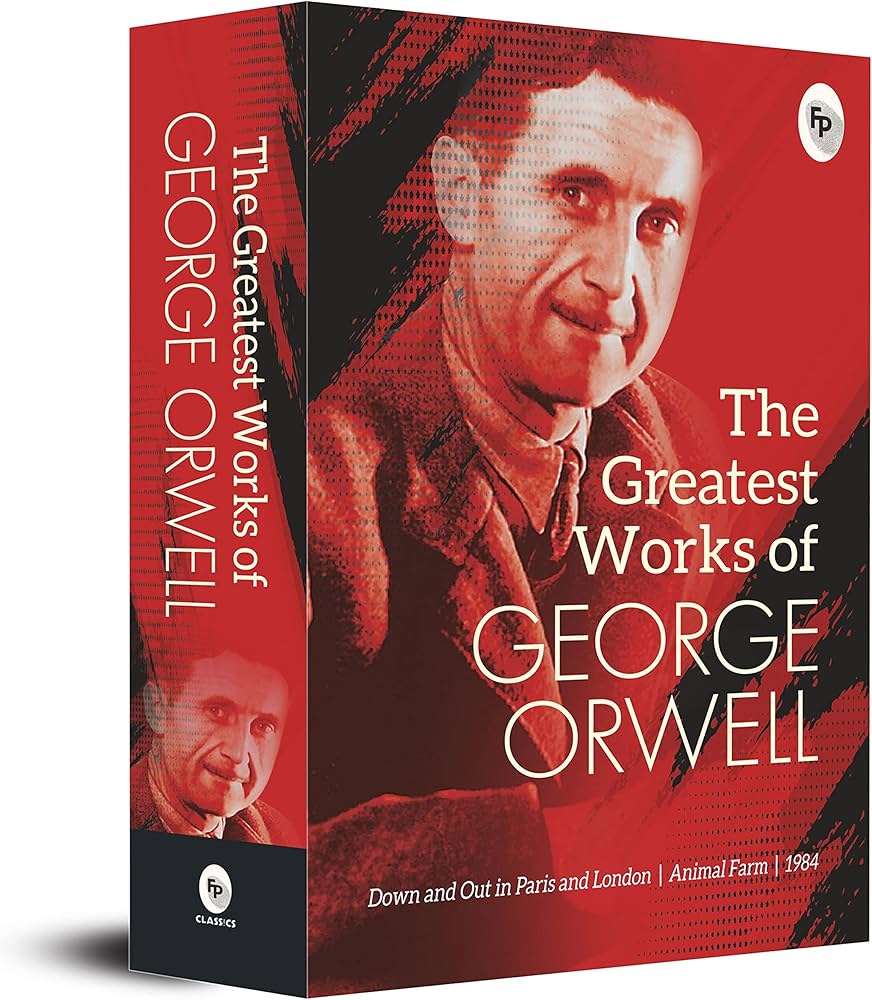 The Greatest Works of
GEORGE ORWELL
FP
CLASSICS
FP
The
Greatest
Works of
GEORGE
ORWELL
Down and Out in Paris and London | Animal Farm | 1984